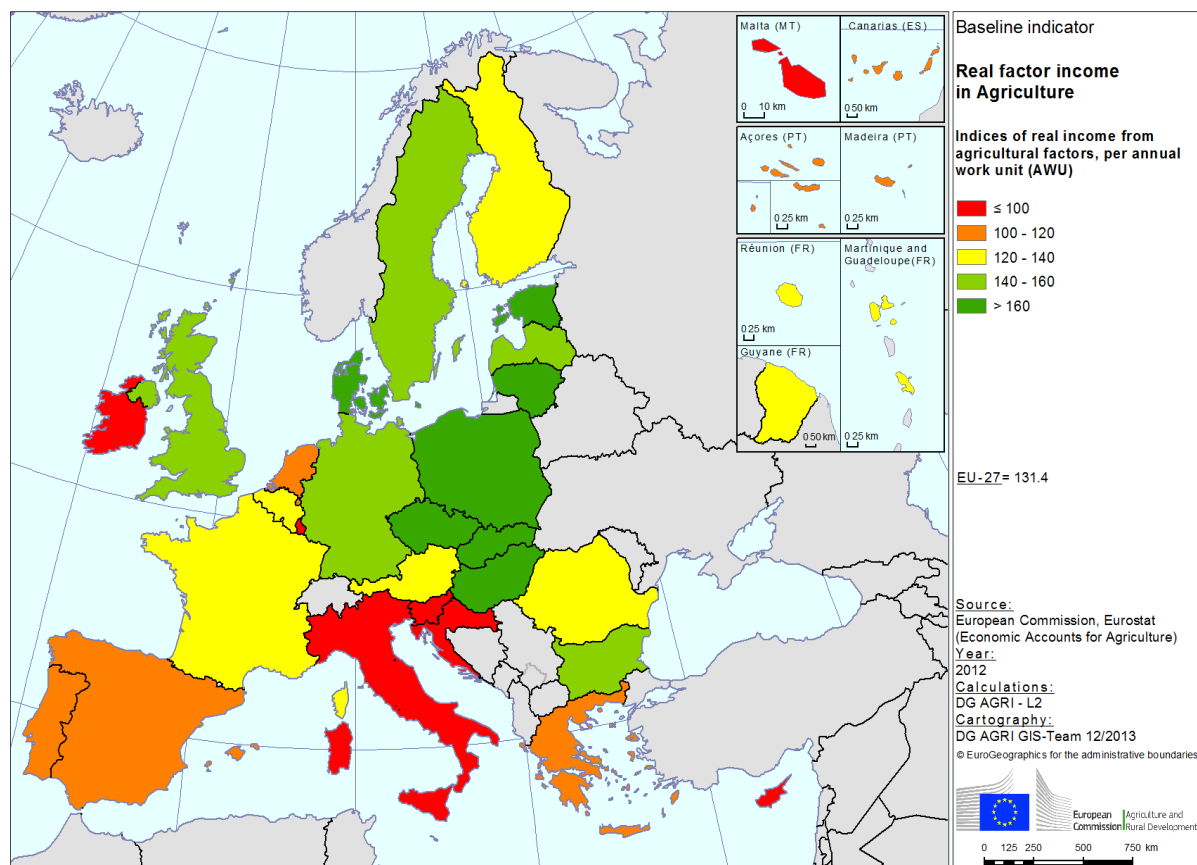 Malta (MT)
0 10 km
Canarias (ES)
0 50 km
Açores (PT)
0 25 km
Madeira (PT)
0 25 km
Réunion (FR)
0 25 km
Martinique and
Guadeloupe(FR)
0 25 km
Guyane (FR)
0 50 km
Baseline indicator
Real factor income
in Agriculture
Indices of real income from
agricultural factors, per annual
work unit (AWU)
≤ 100
100 - 120
120 - 140
140 - 160
> 160
EU-27= 131.4
Source:
European Commission, Eurostat
(Economic Accounts for Agriculture)
Year:
2012
Calculations:
DG AGRI - L2
Cartography:
DG AGRI GIS-Team 12/2013
© EuroGeographics for the administrative boundaries
European
Commission
Agriculture and
Rural Development
0 125 250 500 750 km